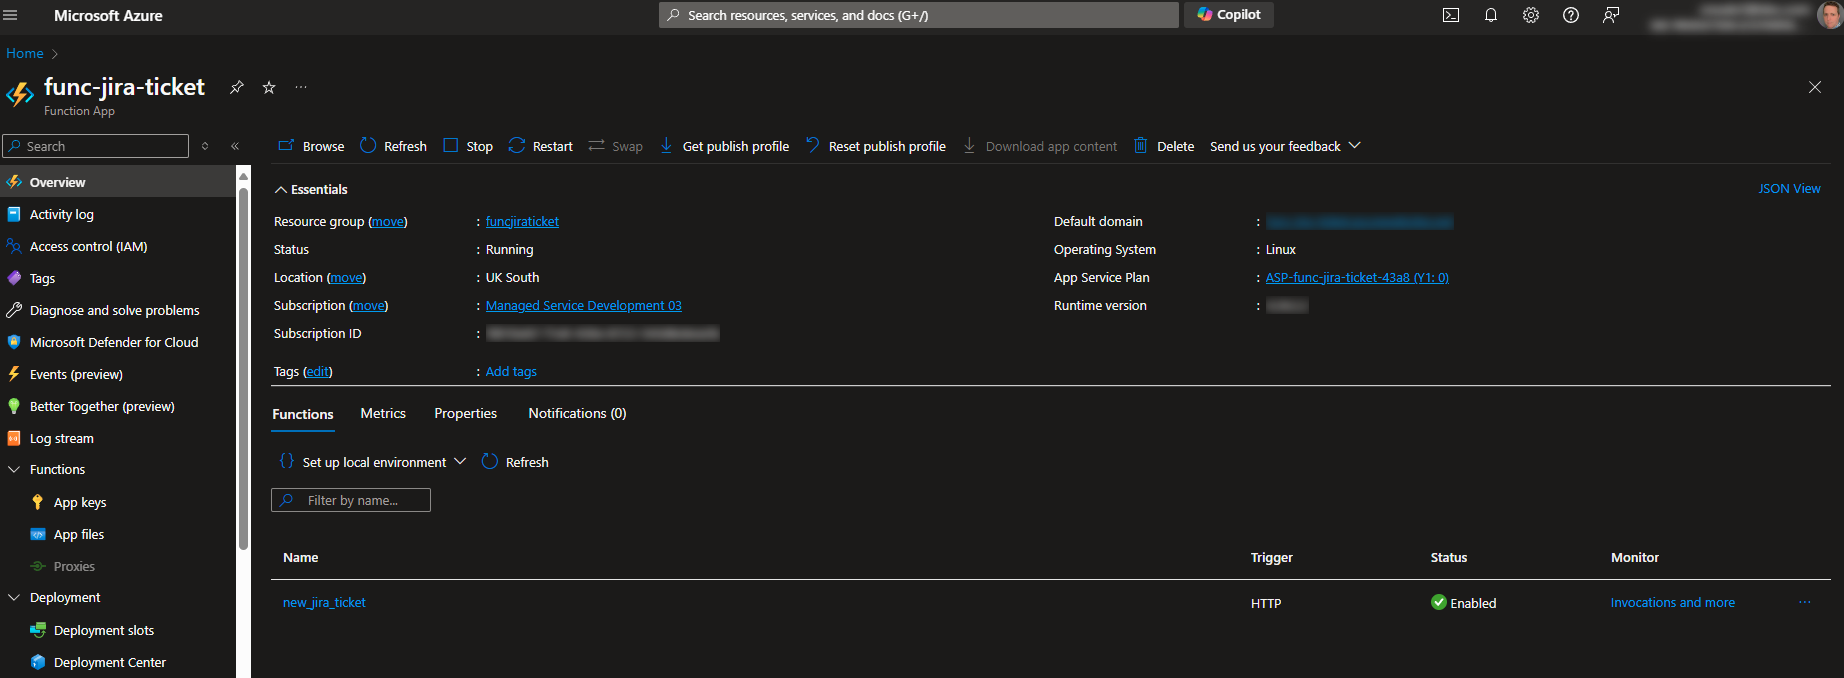 Microsoft Azure
Search resources, services, and docs (G+/)
Copilot
Home
func-jira-ticket
Function App
Search
Browse Refresh Stop Restart Swap Get publish profile Reset publish profile Download app content Delete Send us your feedback
Overview
Activity log
Access control (IAM)
Tags
Diagnose and solve problems
Microsoft Defender for Cloud
Events (preview)
Better Together (preview)
Log stream
Functions
App keys
App files
Proxies
Deployment
Deployment slots
Deployment Center
Essentials
JSON View
Resource group (move) : funcjiraticket
Status : Running
Location (move) : UK South
Subscription (move) : Managed Service Development 03
Subscription ID :
Tags (edit) : Add tags
Default domain :
Operating System : Linux
App Service Plan : ASP-func-jira-ticket-43a8 (Y1: 0)
Runtime version :
Functions Metrics Properties Notifications (0)
{} Set up local environment Refresh
Filter by name...
Name Trigger Status Monitor
new_jira_ticket HTTP Enabled Invocations and more ...